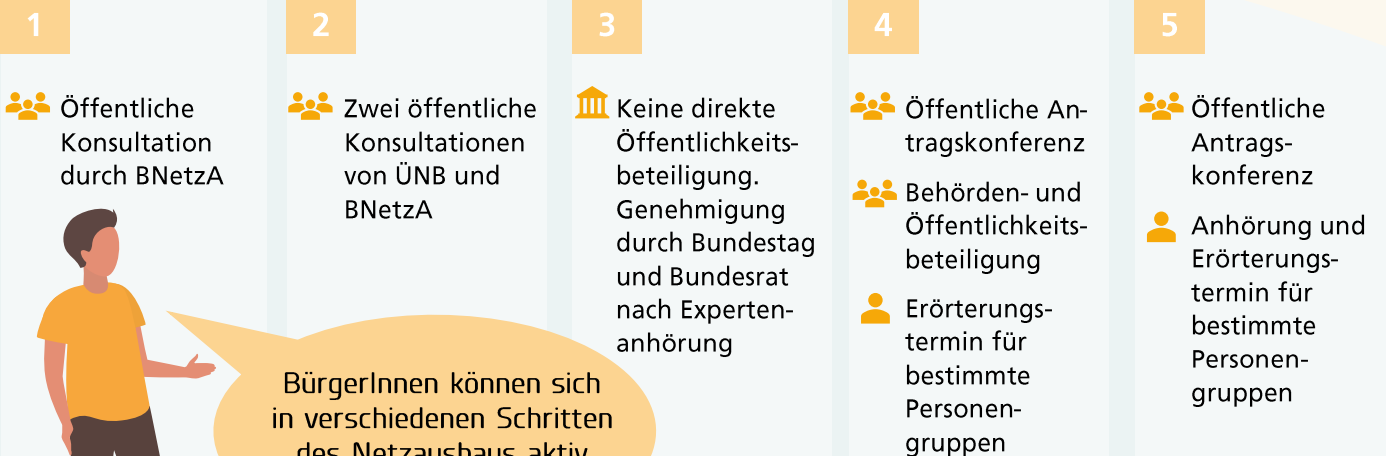 1
Öffentliche
Konsultation
durch BNetzA
2
Zwei öffentliche
Konsultationen
von ÜNB und
BNetzA
3
Keine direkte
Öffentlichkeits-
beteiligung.
Genehmigung
durch Bundestag
und Bundesrat
nach Experten-
anhörung
4
Öffentliche An-
tragskonferenz
Behörden- und
Öffentlichkeits-
beteiligung
Erörterungs-
termin für
bestimmte
Personen-
gruppen
5
Öffentliche
Antrags-
konferenz
Anhörung und
Erörterungs-
termin für
bestimmte
Personen-
gruppen
BürgerInnen können sich
in verschiedenen Schritten
des Netzausbaus aktiv